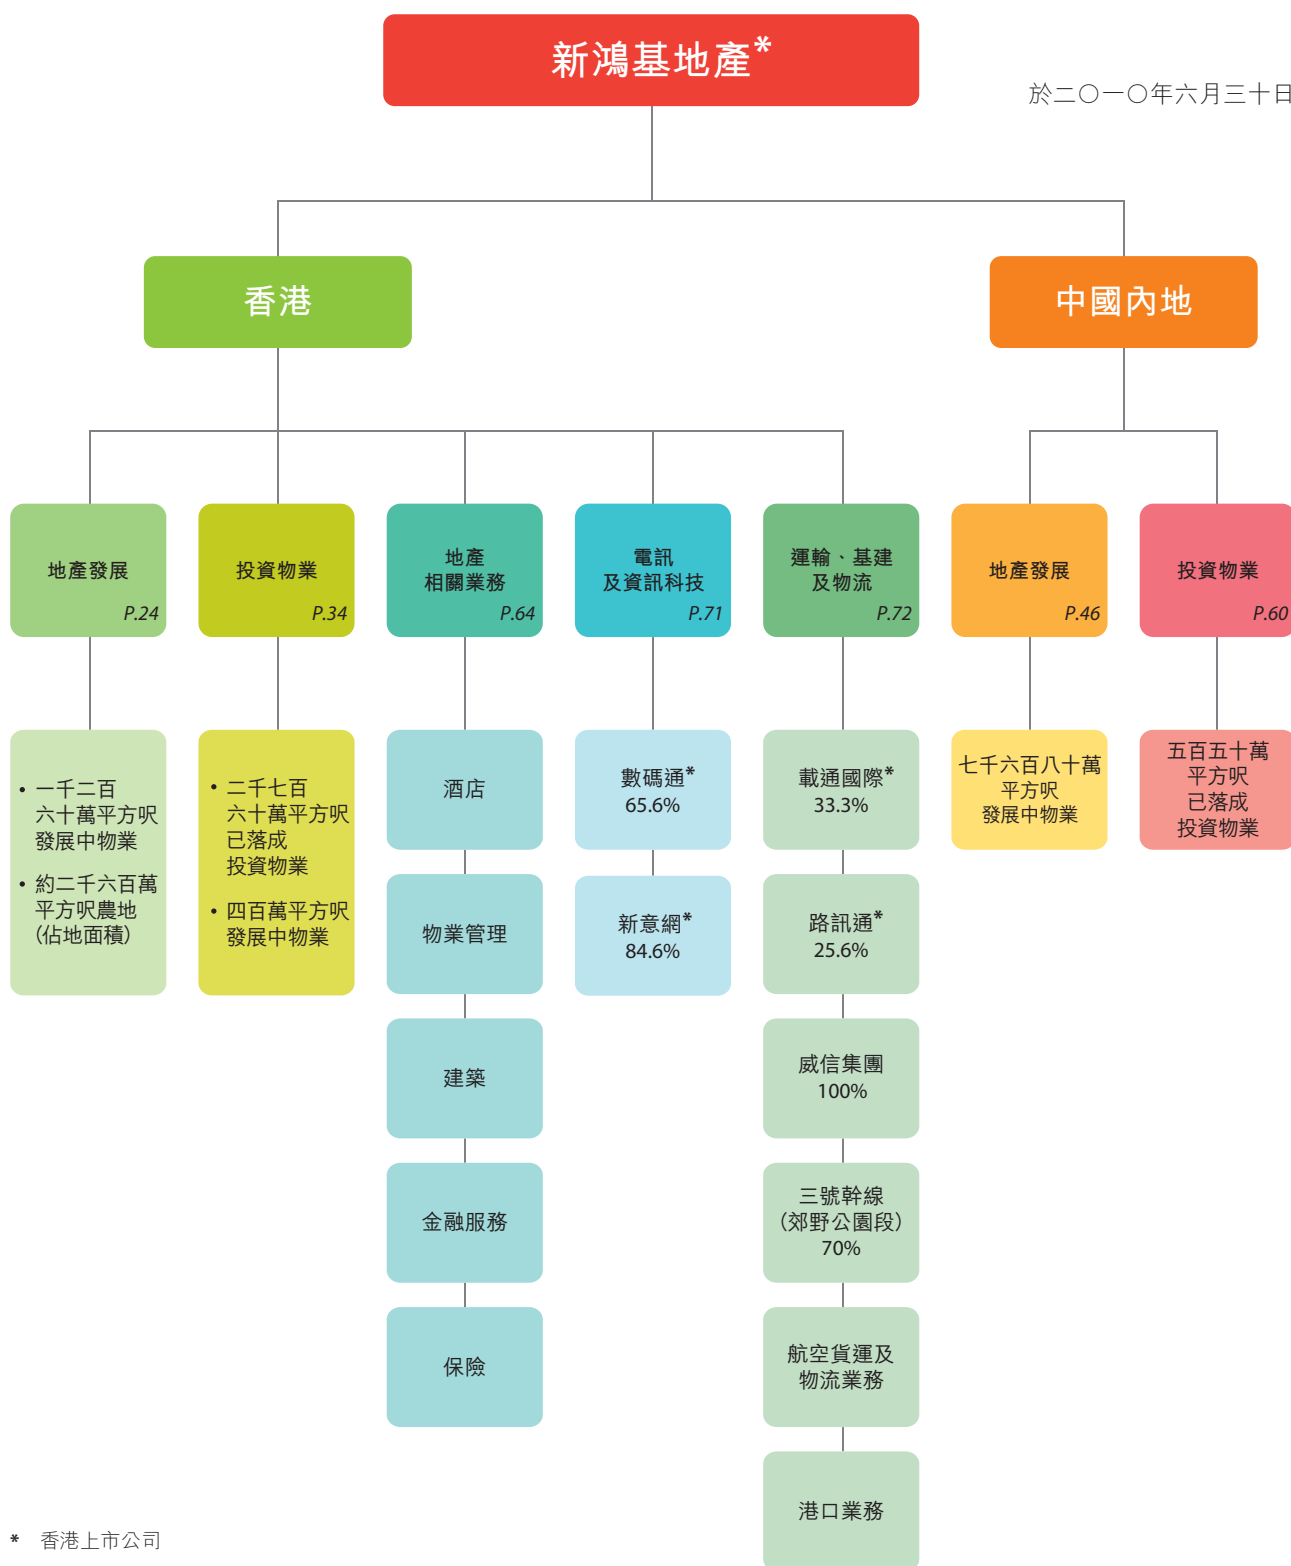 新鴻基地產*
於二〇一〇年六月三十日
香港
中國內地
地產發展
P.24
投資物業
P.34
地產
相關業務
P.64
電訊
及資訊科技
P.71
運輸、基建
及物流
P.72
地產發展
P.46
投資物業
P.60
• 一千二百
六十萬平方呎
發展中物業
• 約二千六百萬
平方呎農地
(佔地面積)
• 二千七百
六十萬平方呎
已落成
投資物業
• 四百萬平方呎
發展中物業
酒店
物業管理
建築
金融服務
保險
數碼通*
65.6%
新意網*
84.6%
載通國際*
33.3%
路訊通*
25.6%
威信集團
100%
三號幹線
(郊野公園段)
70%
航空貨運及
物流業務
港口業務
七千六百八十萬
平方呎
發展中物業
五百五十萬
平方呎
已落成
投資物業
* 香港上市公司